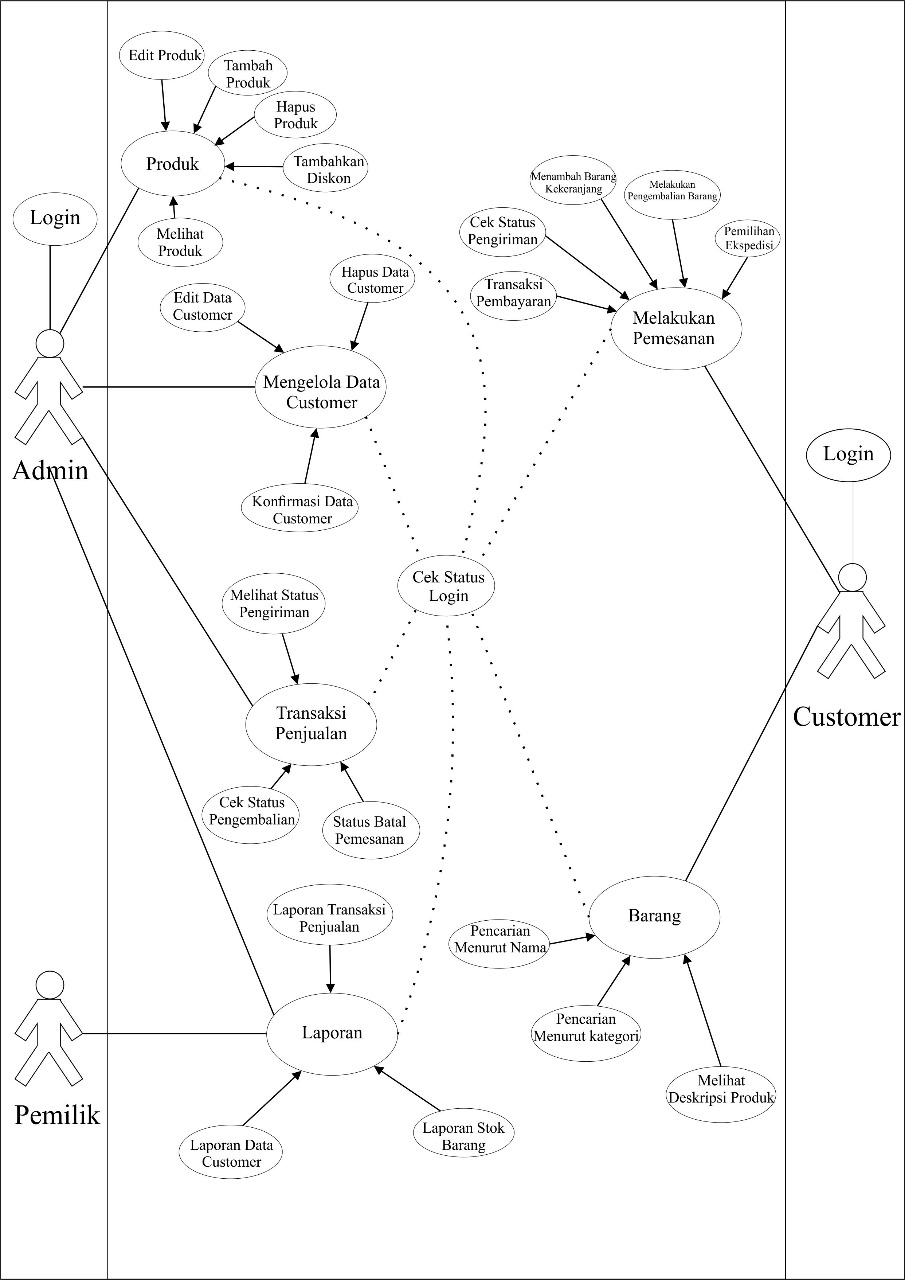 Edit Produk
Tambah
Produk
Hapus
Produk
Produk
Tambahkan
Diskon
Melihat
Produk
Login
Menambah Barang
Kekeranjang
Melakukan
Pengembalian Barang
Cek Status
Pengiriman
Pemilihan
Ekspedisi
Transaksi
Pembayaran
Melakukan
Pemesanan
Hapus Data
Customer
Edit Data
Customer
Mengelola Data
Customer
Konfirmasi Data
Customer
Admin
Login
Cek Status
Login
Melihat Status
Pengiriman
Transaksi
Penjualan
Customer
Cek Status
Pengembalian
Status Batal
Pemesanan
Laporan Transaksi
Penjualan
Barang
Pencarian
Menurut Nama
Pencarian
Menurut kategori
Melihat
Deskripsi Produk
Laporan
Pemilik
Laporan Data
Customer
Laporan Stok
Barang